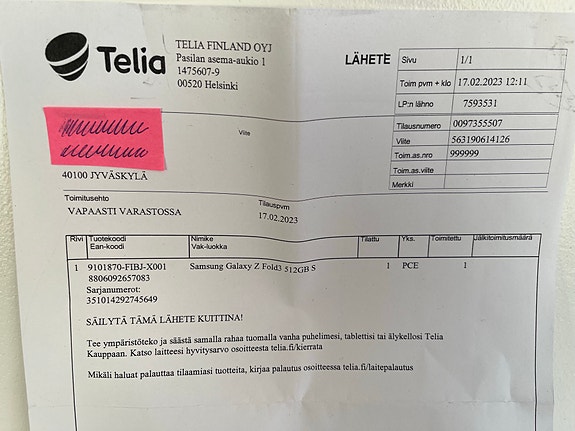 Telia
TELIA FINLAND OYJ
Pasilan asema-aukio 1
1475607-9
00520 Helsinki
LÄHETE
Sivu 1/1
Toim pvm + klo 17.02.2023 12:11
LP:n lähno 7593531
Tilausnumero 0097355507
Viite 563190614126
Toim.as.nro 999999
Toim.as.viite
Merkki
Viite
40100 JYVÄSKYLÄ
Toimitusehto
VAPAASTI VARASTOSSA
Tilauspvm
17.02.2023
Rivi Tuotekoodi Nimike Tilattu Yks. Toimitettu Jälkitoimitusmäärä
Ean-koodi Vak-luokka
1 9101870-FIBJ-X001 Samsung Galaxy Z Fold3 512GB S 1 PCE 1
8806092657083
Sarjanumerot:
351014292745649
SÄILYTÄ TÄMÄ LÄHETE KUITTINA!
Tee ympäristöteko ja säästä samalla rahaa tuomalla vanha puhelimesi, tablettisi tai älykellosi Telia
Kauppaan. Katso laitteesi hyvitysarvo osoitteesta telia.fi/kierrata
Mikäli haluat palauttaa tilaamiasi tuotteita, kirjaa palautus osoitteessa telia.fi/laitepalautus